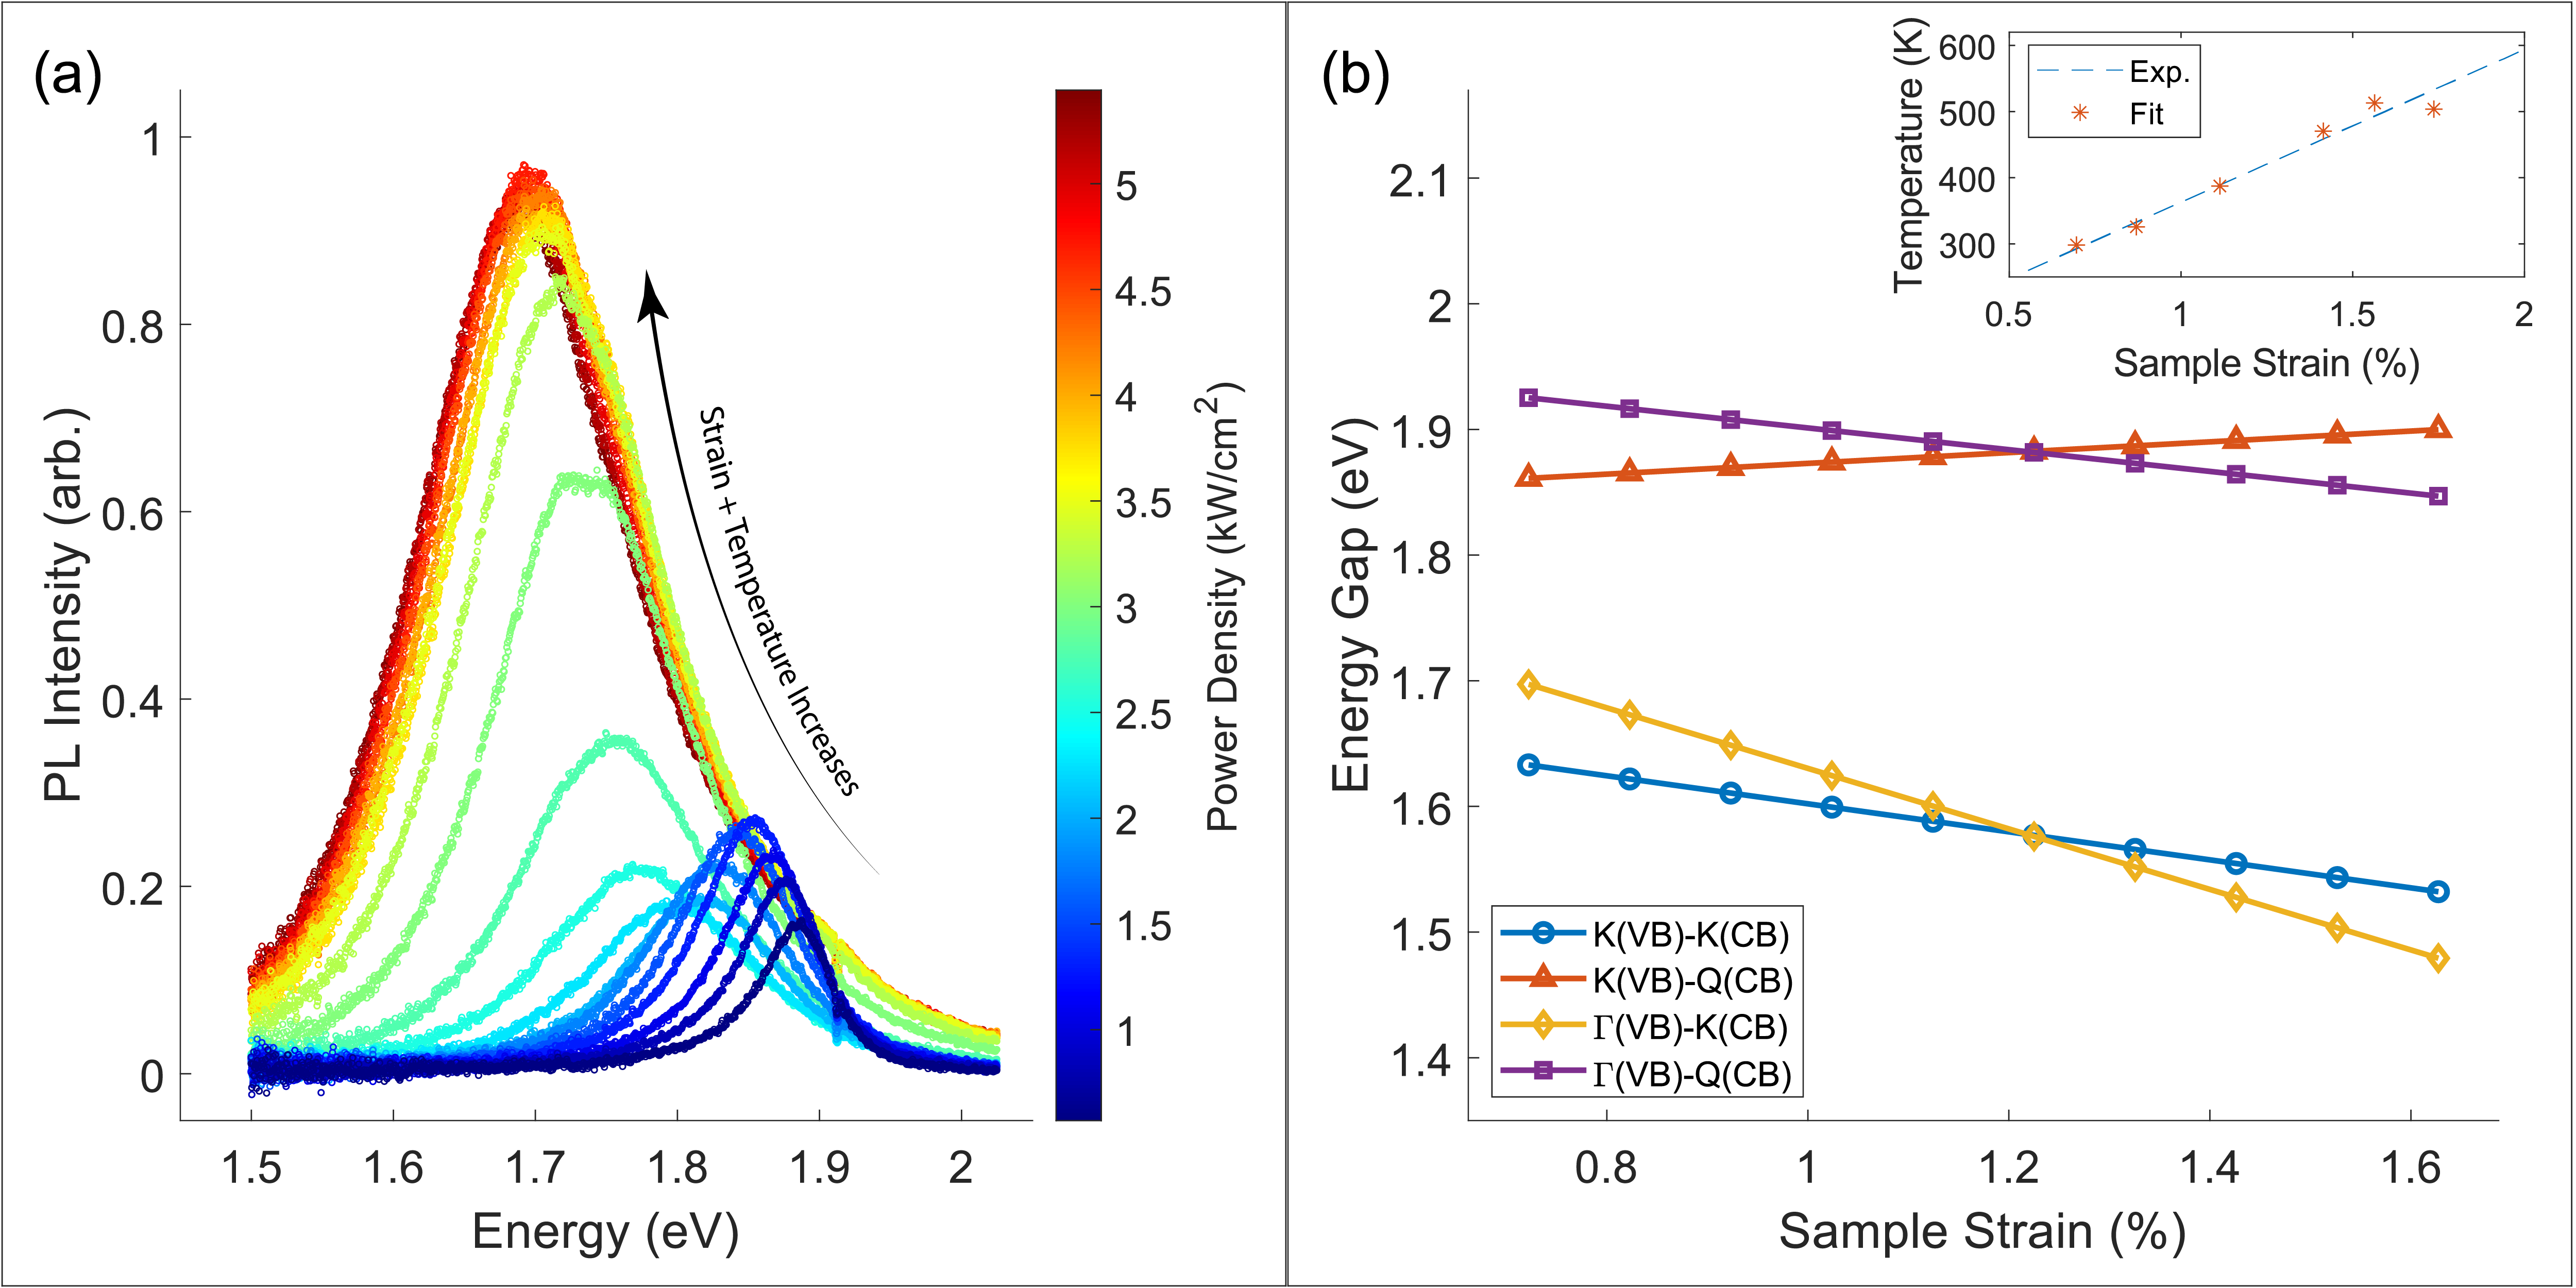 (a)
PL Intensity (arb.)
1
0.8
0.6
0.4
0.2
0
1.5 1.6 1.7 1.8 1.9 2
Energy (eV)
Strain + Temperature Increases
5
4.5
4
3.5
3
2.5
2
1.5
1
Power Density (kW/cm²)
(b)
Energy Gap (eV)
2.1
2
1.9
1.8
1.7
1.6
1.5
1.4
0.8 1 1.2 1.4 1.6
Sample Strain (%)
K(VB)-K(CB)
K(VB)-Q(CB)
Γ(VB)-K(CB)
Γ(VB)-Q(CB)
Temperature (K)
600
500
400
300
0.5 1 1.5 2
Sample Strain (%)
Exp.
Fit